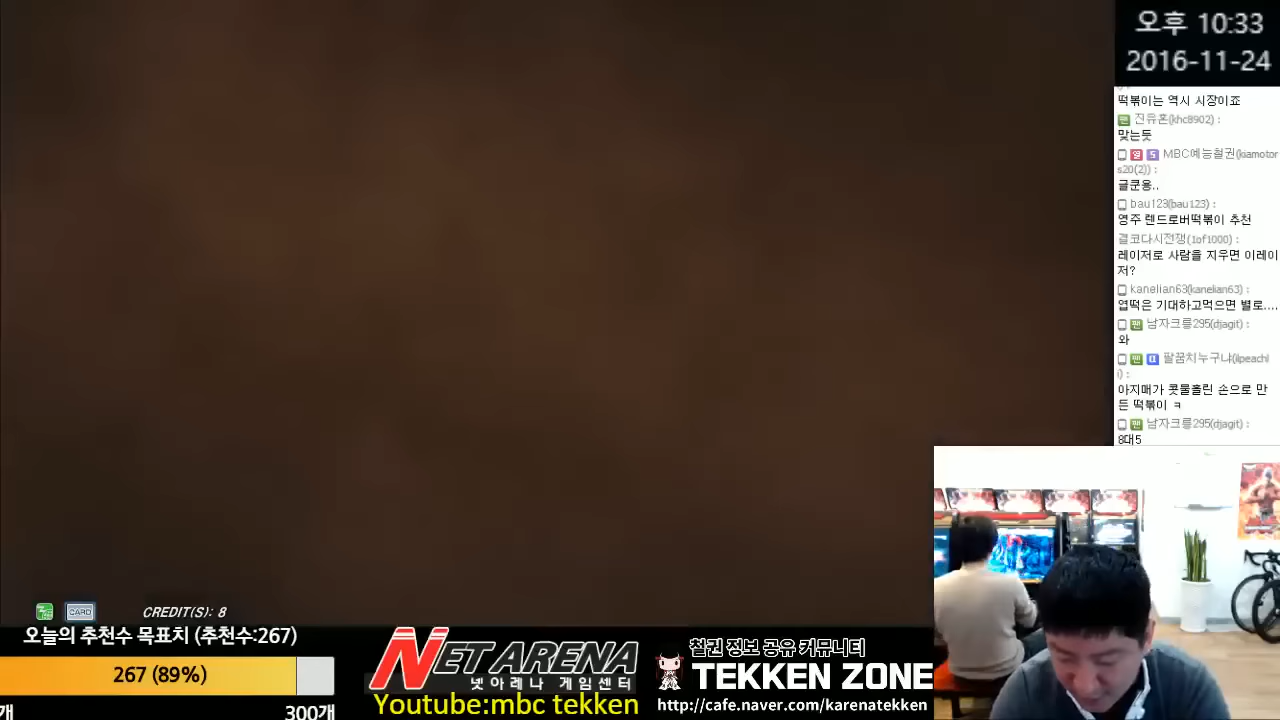 오후 10:33
2016-11-24
떡볶이는 역시 시장이죠
진유혼(khc8902) :
맞는듯
MBC예능철권(kiamotor
s20(2)) :
글쿤용..
bau123(bau123) :
영주 렌드로버떡볶이 추천
결코다시전쟁(1of1000) :
레이저로 사람을 지우면 이레이
저?
kanelian63(kanelian63) :
엽떡은 기대하고먹으면 별로....
남자크릉295(djagit) :
와
팔꿈치누구냐(ilpeachi
i) :
아지매가 콧물흘린 손으로 만
든 떡볶이 ㅋ
남자크릉295(djagit) :
8대5
CARD
CREDIT(S): 8
오늘의 추천수 목표치 (추천수:267)
267 (89%)
개
300개
NET ARENA
넷아레나 게임센터
Youtube:mbc tekken
철권 정보 공유 커뮤니티
TEKKEN ZONE
http://cafe.naver.com/karenatekken